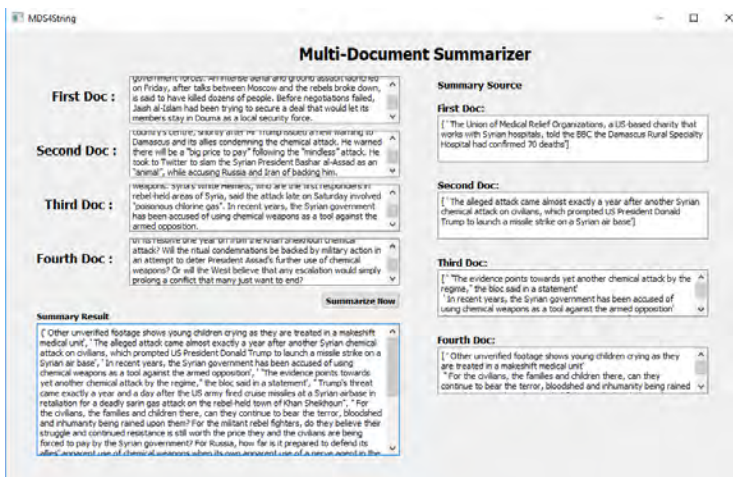 MDS4String
Multi-Document Summarizer
First Doc :
government forces. An intense aerial and ground assault launched
on Friday, after talks between Moscow and the rebels broke down,
is said to have killed dozens of people. Before negotiations failed,
Jaish al-Islam had been trying to secure a deal that would let its
members stay in Douma as a local security force.
Second Doc :
country's centre, shortly after Mr Trump issued a new warning to
Damascus and its allies condemning the chemical attack. He warned
there will be a "big price to pay" following the "mindless" attack. He
took to Twitter to slam the Syrian President Bashar al-Assad as an
"animal", while accusing Russia and Iran of backing him.
Third Doc :
weapons. Syria's White Helmets, who are the first responders in
rebel-held areas of Syria, said the attack late on Saturday involved
"poisonous chlorine gas". In recent years, the Syrian government
has been accused of using chemical weapons as a tool against the
armed opposition.
Fourth Doc :
of its resolve one year on from the Khan Sheikhoun chemical
attack? Will the ritual condemnations be backed by military action in
an attempt to deter President Assad's further use of chemical
weapons? Or will the West believe that any escalation would simply
prolong a conflict that many just want to end?
Summarize Now
Summary Result
[' Other unverified footage shows young children crying as they are treated in a makeshift
medical unit', ' The alleged attack came almost exactly a year after another Syrian chemical
attack on civilians, which prompted US President Donald Trump to launch a missile strike on a
Syrian air base', ' In recent years, the Syrian government has been accused of using
chemical weapons as a tool against the armed opposition', ' "The evidence points towards
yet another chemical attack by the regime," the bloc said in a statement', " Trump's threat
came exactly a year and a day after the US army fired cruise missiles at a Syrian airbase in
retaliation for a deadly sarin gas attack on the rebel-held town of Khan Sheikhoun", " For
the civilians, the families and children there, can they continue to bear the terror, bloodshed
and inhumanity being rained upon them? For the militant rebel fighters, do they believe their
struggle and continued resistance is still worth the price they and the civilians are being
forced to pay by the Syrian government? For Russia, how far is it prepared to defend its
allies' apparent use of chemical weapons when its own apparent use of a nerve agent in the
Summary Source
First Doc:
[ ' The Union of Medical Relief Organizations, a US-based charity that
works with Syrian hospitals, told the BBC the Damascus Rural Specialty
Hospital had confirmed 70 deaths']
Second Doc:
[ ' The alleged attack came almost exactly a year after another Syrian
chemical attack on civilians, which prompted US President Donald
Trump to launch a missile strike on a Syrian air base']
Third Doc:
[ ' "The evidence points towards yet another chemical attack by the
regime," the bloc said in a statement'
' In recent years, the Syrian government has been accused of
using chemical weapons as a tool against the armed opposition'
Fourth Doc:
[ ' Other unverified footage shows young children crying as they
are treated in a makeshift medical unit'
" For the civilians, the families and children there, can they
continue to bear the terror, bloodshed and inhumanity being rained